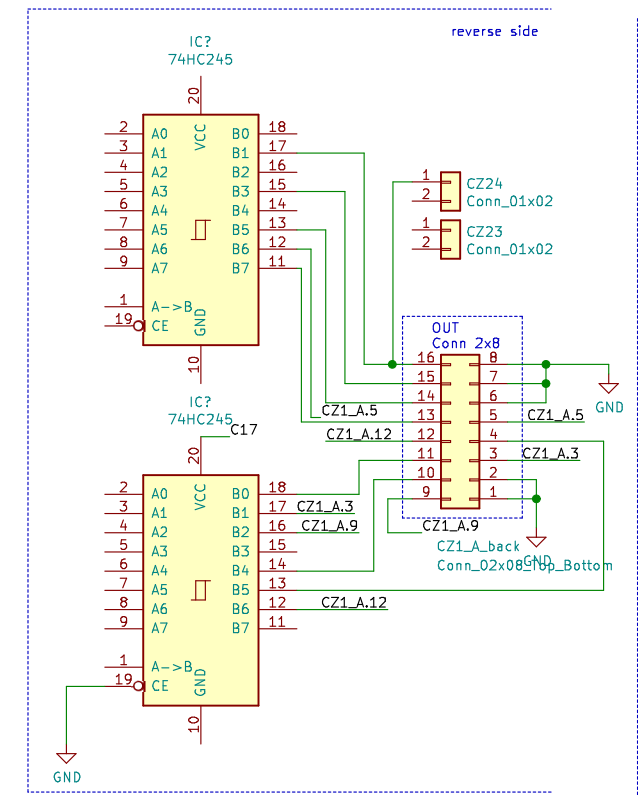 reverse side
IC?
74HC245
20
VCC
2 A0 B0 18
3 A1 B1 17
4 A2 B2 16
5 A3 B3 15
6 A4 B4 14
7 A5 B5 13
8 A6 B6 12
9 A7 B7 11
1 A->B
19 CE
GND
10
1 CZ24
2 Conn_01x02
1 CZ23
2 Conn_01x02
OUT
Conn 2x8
16 8
15 7
14 6
13 5
12 4
11 3
10 2
9 1
CZ1_A.5
CZ1_A.5
CZ1_A.12
CZ1_A.3
CZ1_A.9
GND
GND
CZ1_A_back
Conn_02x08_Top_Bottom
IC?
74HC245
C17
20
VCC
2 A0 B0 18
3 A1 B1 17 CZ1_A.3
4 A2 B2 16 CZ1_A.9
5 A3 B3 15
6 A4 B4 14
7 A5 B5 13
8 A6 B6 12 CZ1_A.12
9 A7 B7 11
1 A->B
19 CE
GND
10
GND